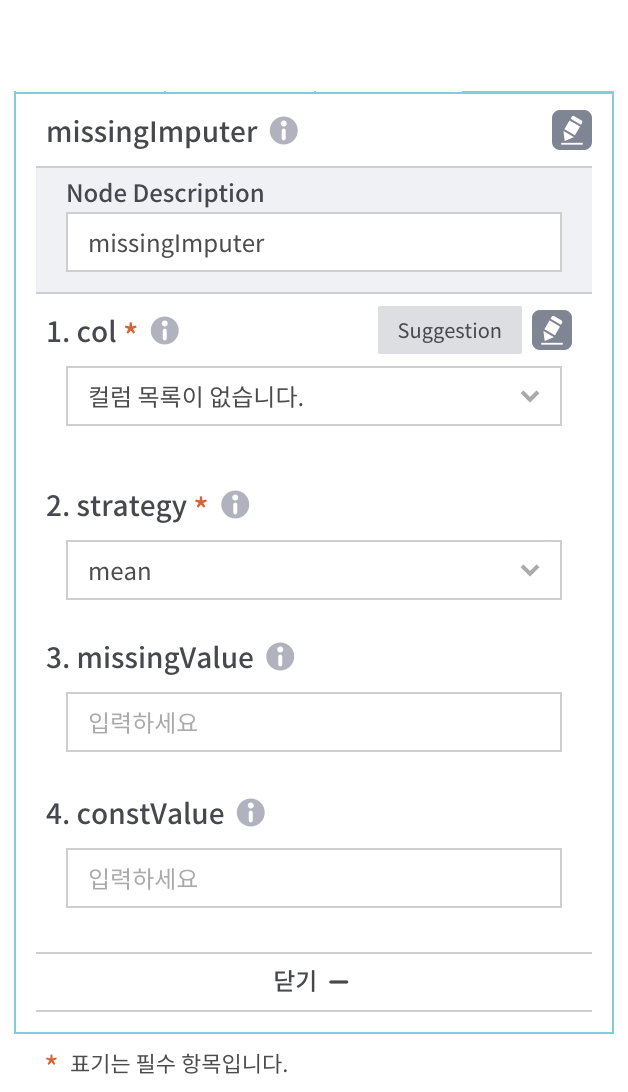 missingImputer
Node Description
missingImputer
1. col *
Suggestion
컬럼 목록이 없습니다.
2. strategy *
mean
3. missingValue
입력하세요
4. constValue
입력하세요
닫기 –
* 표기는 필수 항목입니다.